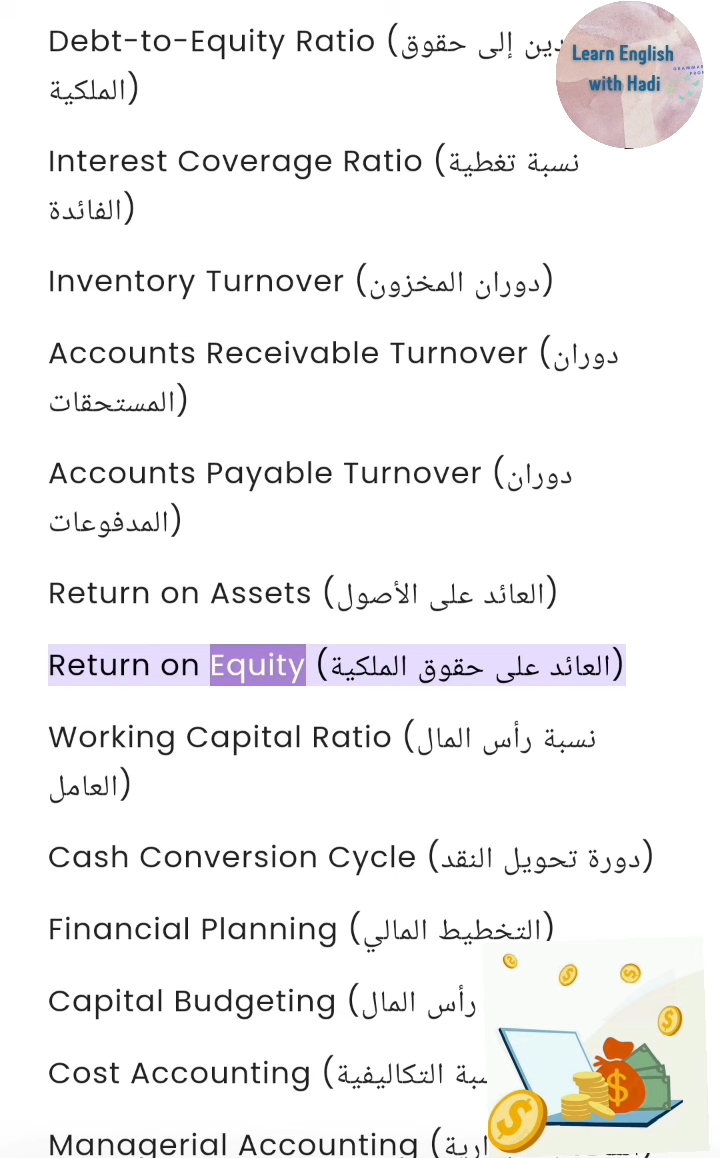 Debt-to-Equity Ratio (دين إلى حقوق
الملكية)
Learn English
with Hadi
Interest Coverage Ratio (نسبة تغطية
الفائدة)
Inventory Turnover (دوران المخزون)
Accounts Receivable Turnover (دوران
المستحقات)
Accounts Payable Turnover (دوران
المدفوعات)
Return on Assets (العائد على الأصول)
Return on Equity (العائد على حقوق الملكية)
Working Capital Ratio (نسبة رأس المال
العامل)
Cash Conversion Cycle (دورة تحويل النقد)
Financial Planning (التخطيط المالي)
Capital Budgeting (رأس المال
Cost Accounting (التكاليفية
Managerial Accounting (